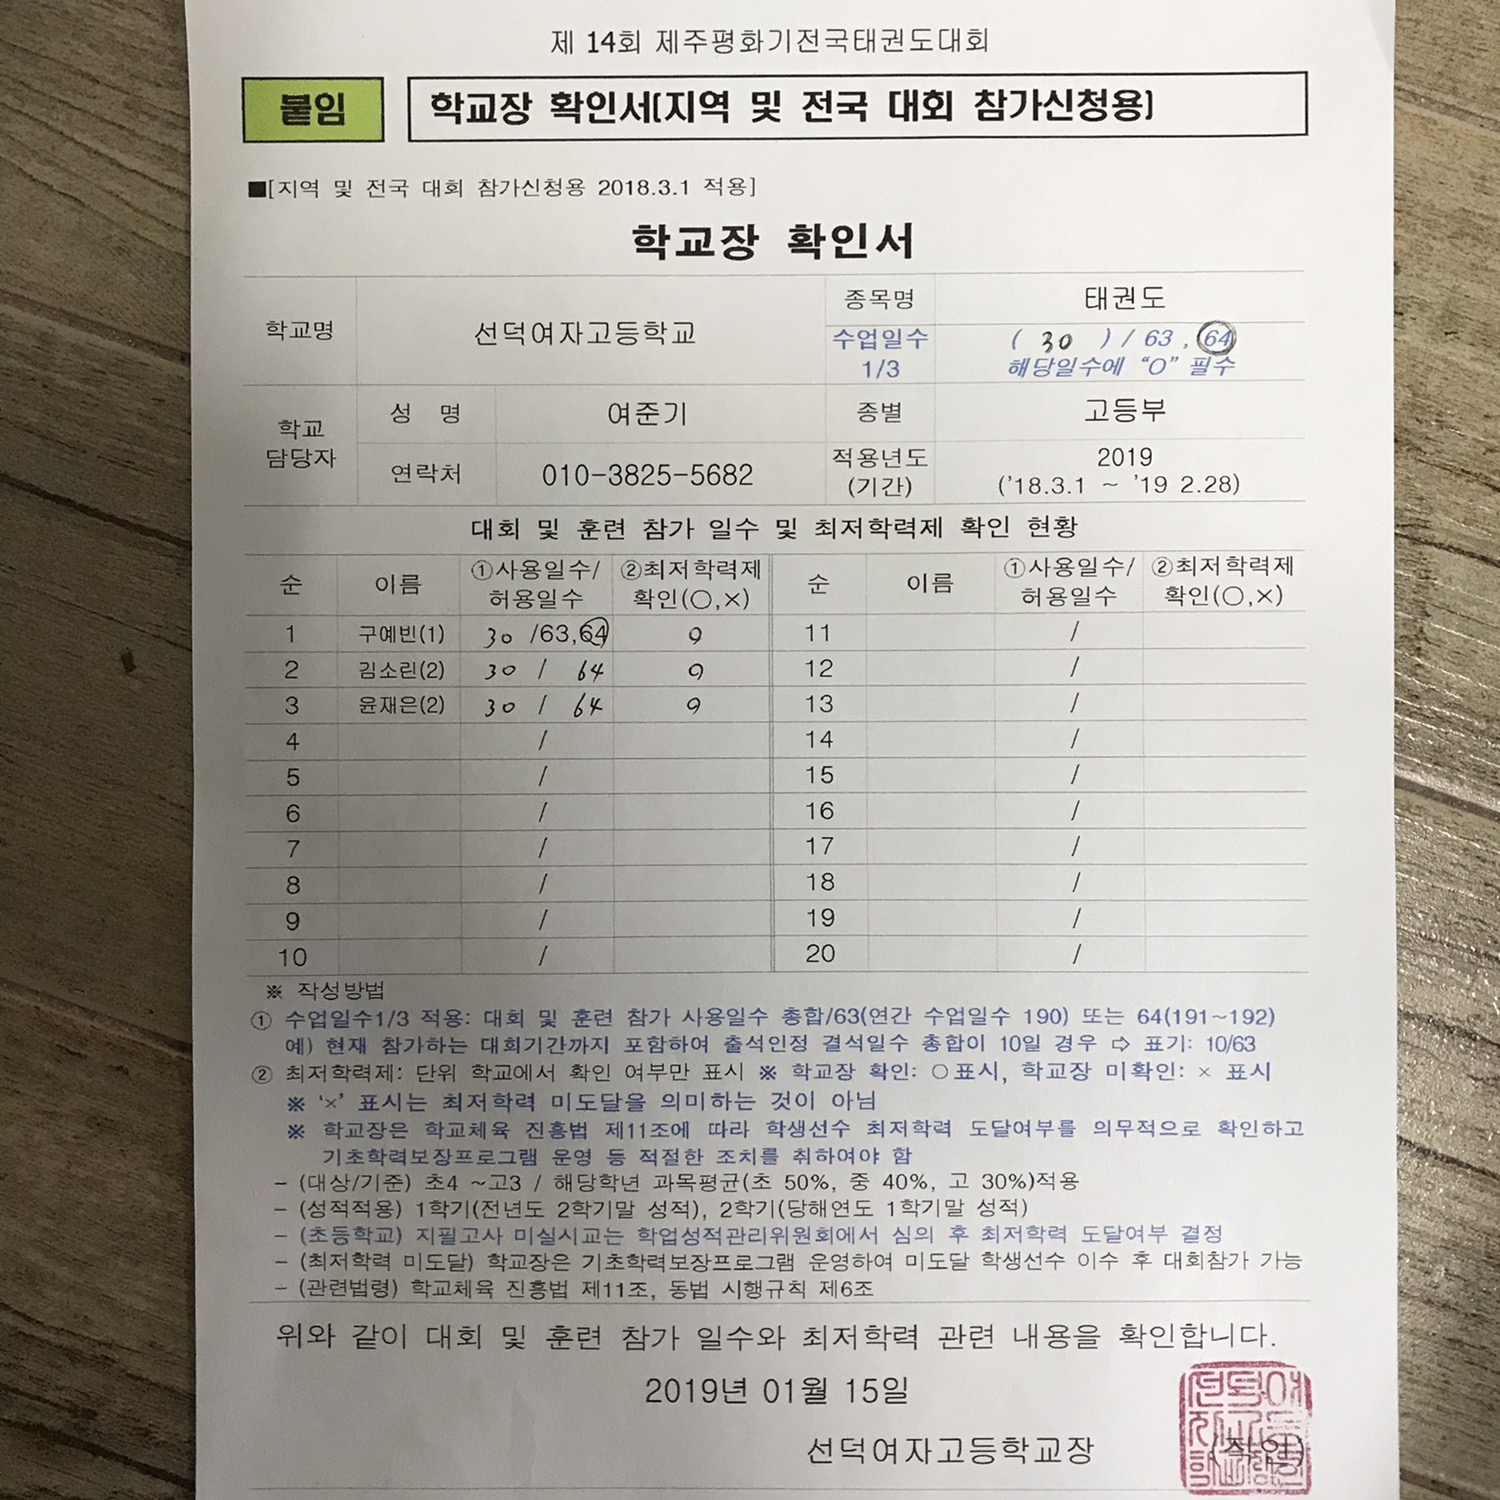 제 14회 제주평화기전국태권도대회
붙임 학교장 확인서(지역 및 전국 대회 참가신청용)
■[지역 및 전국 대회 참가신청용 2018.3.1 적용]
학교장 확인서
학교명 선덕여자고등학교 종목명 태권도
수업일수 1/3 ( 30 ) / 63 , 64
해당일수에 “O” 필수
학교 담당자 성 명 여준기 종별 고등부
연락처 010-3825-5682 적용년도 (기간) 2019
('18.3.1 ~ '19 2.28)
대회 및 훈련 참가 일수 및 최저학력제 확인 현황
순 이름 ①사용일수/허용일수 ②최저학력제 확인(○,×) 순 이름 ①사용일수/허용일수 ②최저학력제 확인(○,×)
1 구예빈(1) 30 /63,64 ○ 11 /
2 김소린(2) 30 / 64 ○ 12 /
3 윤재은(2) 30 / 64 ○ 13 /
4 / 14 /
5 / 15 /
6 / 16 /
7 / 17 /
8 / 18 /
9 / 19 /
10 / 20 /
※ 작성방법
① 수업일수1/3 적용: 대회 및 훈련 참가 사용일수 총합/63(연간 수업일수 190) 또는 64(191~192)
예) 현재 참가하는 대회기간까지 포함하여 출석인정 결석일수 총합이 10일 경우 ⇨ 표기: 10/63
② 최저학력제: 단위 학교에서 확인 여부만 표시 ※ 학교장 확인: ○표시, 학교장 미확인: × 표시
※ '×' 표시는 최저학력 미도달을 의미하는 것이 아님
※ 학교장은 학교체육 진흥법 제11조에 따라 학생선수 최저학력 도달여부를 의무적으로 확인하고
기초학력보장프로그램 운영 등 적절한 조치를 취하여야 함
- (대상/기준) 초4 ~고3 / 해당학년 과목평균(초 50%, 중 40%, 고 30%)적용
- (성적적용) 1학기(전년도 2학기말 성적), 2학기(당해연도 1학기말 성적)
- (초등학교) 지필고사 미실시교는 학업성적관리위원회에서 심의 후 최저학력 도달여부 결정
- (최저학력 미도달) 학교장은 기초학력보장프로그램 운영하여 미도달 학생선수 이수 후 대회참가 가능
- (관련법령) 학교체육 진흥법 제11조, 동법 시행규칙 제6조
위와 같이 대회 및 훈련 참가 일수와 최저학력 관련 내용을 확인합니다.
2019년 01월 15일
선덕여자고등학교장 (직인)